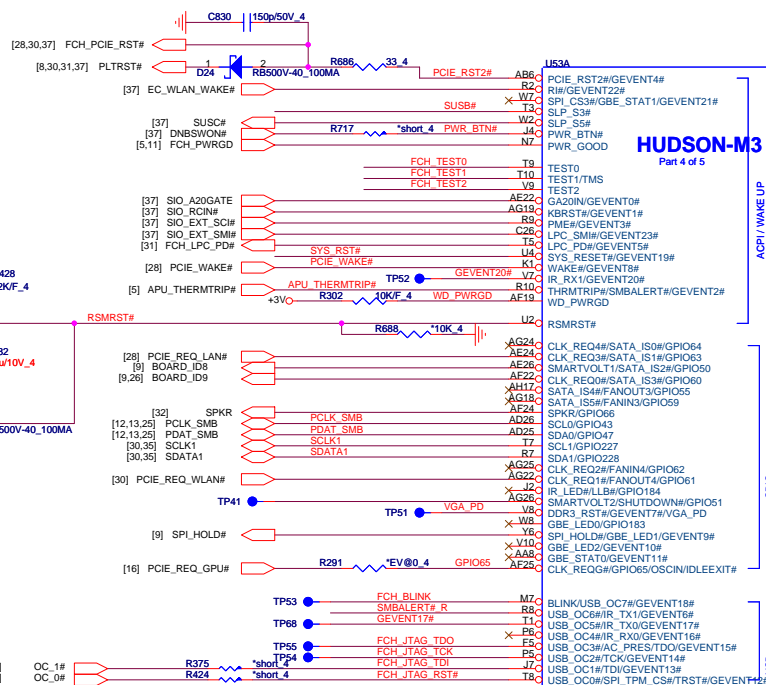 C830 150p/50V_4
[28,30,37] FCH_PCIE_RST#
[8,30,31,37] PLTRST# 1 2 R686 33_4 PCIE_RST2# AB6 U53A
D24 RB500V-40_100MA
PCIE_RST2#/GEVENT4#
[37] EC_WLAN_WAKE# R2 RI#/GEVENT22#
W7 SPI_CS3#/GBE_STAT1/GEVENT21#
SUSB# T3 SLP_S3#
[37] SUSC# W2 SLP_S5#
[37] DNBSWON# R717 *short_4 PWR_BTN# J4 PWR_BTN#
[5,11] FCH_PWRGD N7 PWR_GOOD
HUDSON-M3
Part 4 of 5
ACPI / WAKE UP
FCH_TEST0 T9 TEST0
FCH_TEST1 T10 TEST1/TMS
FCH_TEST2 V9 TEST2
[37] SIO_A20GATE AE22 GA20IN/GEVENT0#
[37] SIO_RCIN# AG19 KBRST#/GEVENT1#
[37] SIO_EXT_SCI# R9 PME#/GEVENT3#
[37] SIO_EXT_SMI# C26 LPC_SMI#/GEVENT23#
[31] FCH_LPC_PD# T5 LPC_PD#/GEVENT5#
SYS_RST# U4 SYS_RESET#/GEVENT19#
[28] PCIE_WAKE# PCIE_WAKE# K1 WAKE#/GEVENT8#
TP52 GEVENT20# V7 IR_RX1/GEVENT20#
[5] APU_THERMTRIP# APU_THERMTRIP# R10 THRMTRIP#/SMBALERT#/GEVENT2#
+3V R302 10K/F_4 WD_PWRGD AF19 WD_PWRGD
428
2K/F_4
RSMRST# U2 RSMRST#
R688 *10K_4
AG24 CLK_REQ4#/SATA_IS0#/GPIO64
[28] PCIE_REQ_LAN# AE24 CLK_REQ3#/SATA_IS1#/GPIO63
[9] BOARD_ID8 AE26 SMARTVOLT1/SATA_IS2#/GPIO50
[9,26] BOARD_ID9 AF22 CLK_REQ0#/SATA_IS3#/GPIO60
32
u/10V_4
AH17 SATA_IS4#/FANOUT3/GPIO55
AG18 SATA_IS5#/FANIN3/GPIO59
[32] SPKR AF24 SPKR/GPIO66
[12,13,25] PCLK_SMB PCLK_SMB AD26 SCL0/GPIO43
500V-40_100MA
[12,13,25] PDAT_SMB PDAT_SMB AD25 SDA0/GPIO47
[30,35] SCLK1 SCLK1 T7 SCL1/GPIO227
[30,35] SDATA1 SDATA1 R7 SDA1/GPIO228
AG25 CLK_REQ2#/FANIN4/GPIO62
[30] PCIE_REQ_WLAN# AG22 CLK_REQ1#/FANOUT4/GPIO61
J2 IR_LED#/LLB#/GPIO184
TP41 AG26 SMARTVOLT2/SHUTDOWN#/GPIO51
TP51 VGA_PD V8 DDR3_RST#/GEVENT7#/VGA_PD
W8 GBE_LED0/GPIO183
[9] SPI_HOLD# Y6 SPI_HOLD#/GBE_LED1/GEVENT9#
V10 GBE_LED2/GEVENT10#
AA8 GBE_STAT0/GEVENT11#
[16] PCIE_REQ_GPU# R291 *EV@0_4 GPIO65 AF25 CLK_REQG#/GPIO65/OSCIN/IDLEEXIT#
TP53 FCH_BLINK M7 BLINK/USB_OC7#/GEVENT18#
SMBALERT#_R R8 USB_OC6#/IR_TX1/GEVENT6#
TP68 GEVENT17# T1 USB_OC5#/IR_TX0/GEVENT17#
P6 USB_OC4#/IR_RX0/GEVENT16#
TP55 FCH_JTAG_TDO F5 USB_OC3#/AC_PRES/TDO/GEVENT15#
TP54 FCH_JTAG_TCK P5 USB_OC2#/TCK/GEVENT14#
OC_1# R375 *short_4 FCH_JTAG_TDI J7 USB_OC1#/TDI/GEVENT13#
OC_0# R424 *short_4 FCH_JTAG_RST# T8 USB_OC0#/SPI_TPM_CS#/TRST#/GEVENT12#